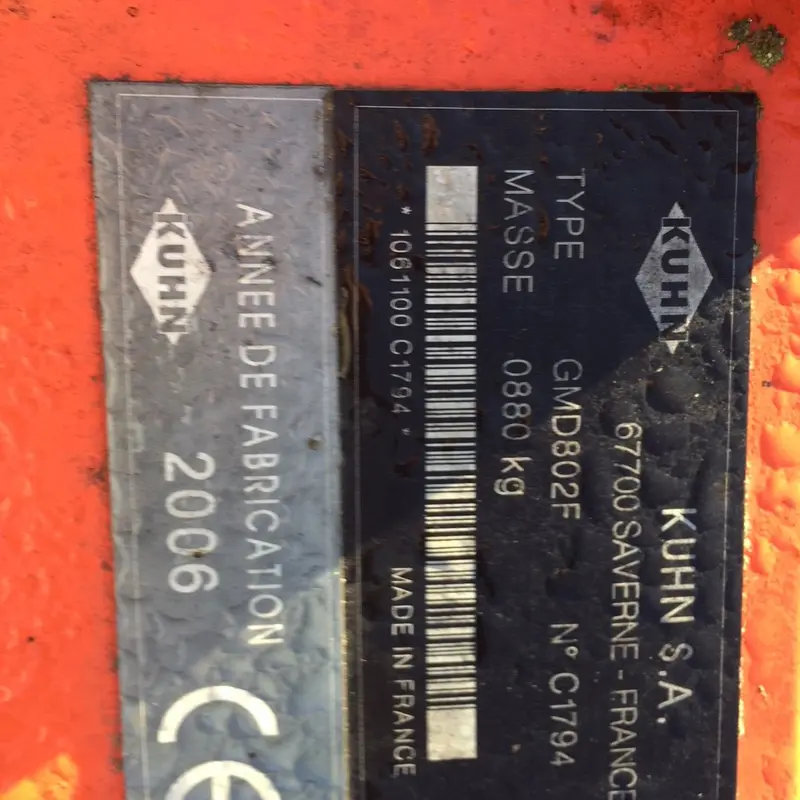 KUHN
KUHN S.A.
67700 SAVERNE - FRANCE
TYPE GMD802F N° C1794
MASSE 0880 kg
* 1061100 C1794 * MADE IN FRANCE
ANNEE DE FABRICATION
KUHN
2006
CE